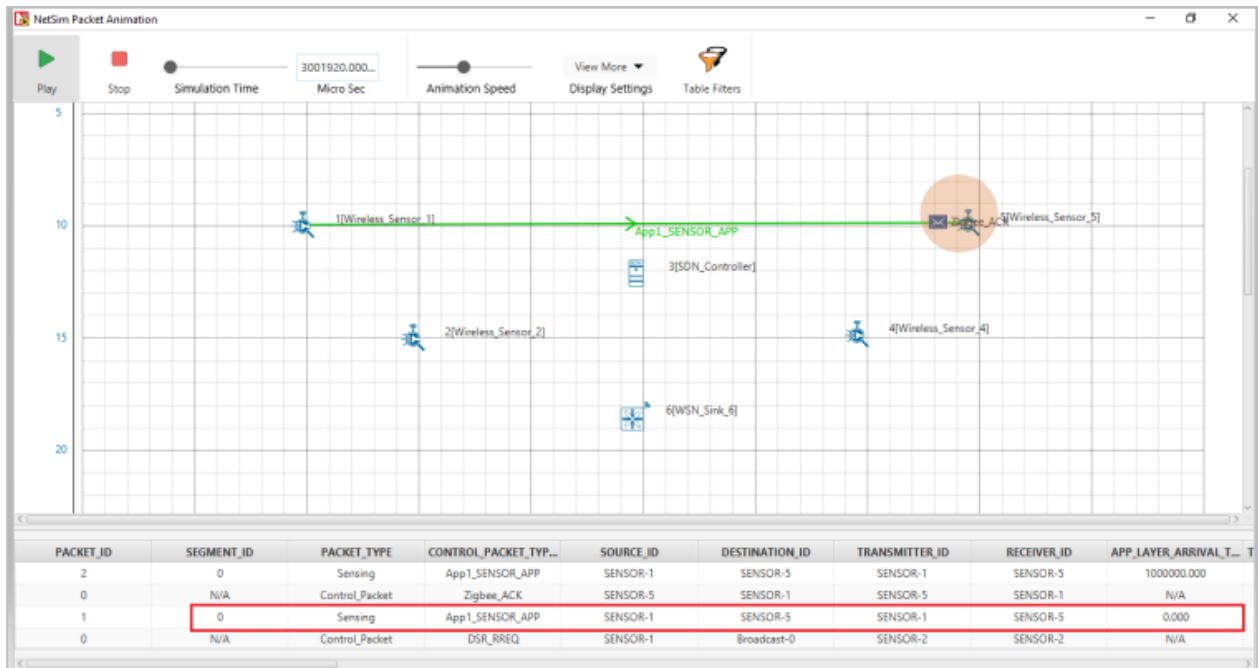 NetSim Packet Animation
3001920.000...
View More
Play Stop Simulation Time Micro Sec Animation Speed Display Settings Table Filters
5
10
1[Wireless_Sensor_1]
Zigbee_ACK
5[Wireless_Sensor_5]
App1_SENSOR_APP
3[SDN_Controller]
15
2[Wireless_Sensor_2]
4[Wireless_Sensor_4]
6[WSN_Sink_6]
20
PACKET_ID SEGMENT_ID PACKET_TYPE CONTROL_PACKET_TYP... SOURCE_ID DESTINATION_ID TRANSMITTER_ID RECEIVER_ID APP_LAYER_ARRIVAL_T... T
2 0 Sensing App1_SENSOR_APP SENSOR-1 SENSOR-5 SENSOR-1 SENSOR-5 1000000.000
0 N/A Control_Packet Zigbee_ACK SENSOR-5 SENSOR-1 SENSOR-5 SENSOR-1 N/A
1 0 Sensing App1_SENSOR_APP SENSOR-1 SENSOR-5 SENSOR-1 SENSOR-5 0.000
0 N/A Control_Packet DSR_RREQ SENSOR-1 Broadcast-0 SENSOR-2 SENSOR-2 N/A